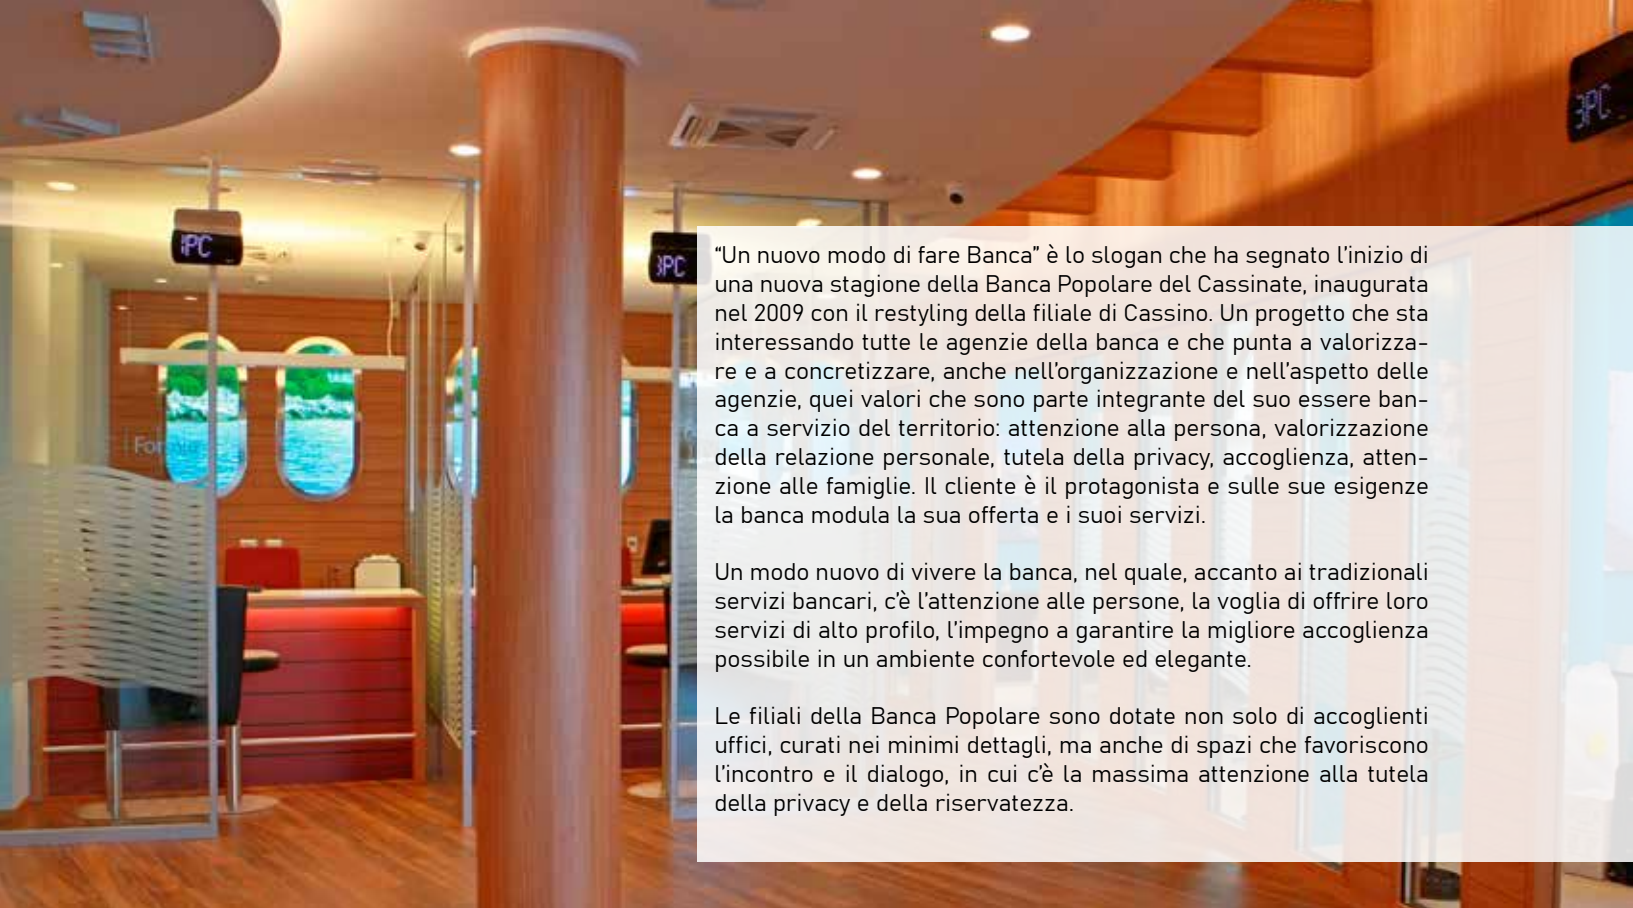 IPC
3PC
3PC
"Un nuovo modo di fare Banca" è lo slogan che ha segnato l'inizio di
una nuova stagione della Banca Popolare del Cassinate, inaugurata
nel 2009 con il restyling della filiale di Cassino. Un progetto che sta
interessando tutte le agenzie della banca e che punta a valorizza-
re e a concretizzare, anche nell'organizzazione e nell'aspetto delle
agenzie, quei valori che sono parte integrante del suo essere ban-
ca a servizio del territorio: attenzione alla persona, valorizzazione
della relazione personale, tutela della privacy, accoglienza, atten-
zione alle famiglie. Il cliente è il protagonista e sulle sue esigenze
la banca modula la sua offerta e i suoi servizi.
Un modo nuovo di vivere la banca, nel quale, accanto ai tradizionali
servizi bancari, c'è l'attenzione alle persone, la voglia di offrire loro
servizi di alto profilo, l'impegno a garantire la migliore accoglienza
possibile in un ambiente confortevole ed elegante.
Le filiali della Banca Popolare sono dotate non solo di accoglienti
uffici, curati nei minimi dettagli, ma anche di spazi che favoriscono
l'incontro e il dialogo, in cui c'è la massima attenzione alla tutela
della privacy e della riservatezza.